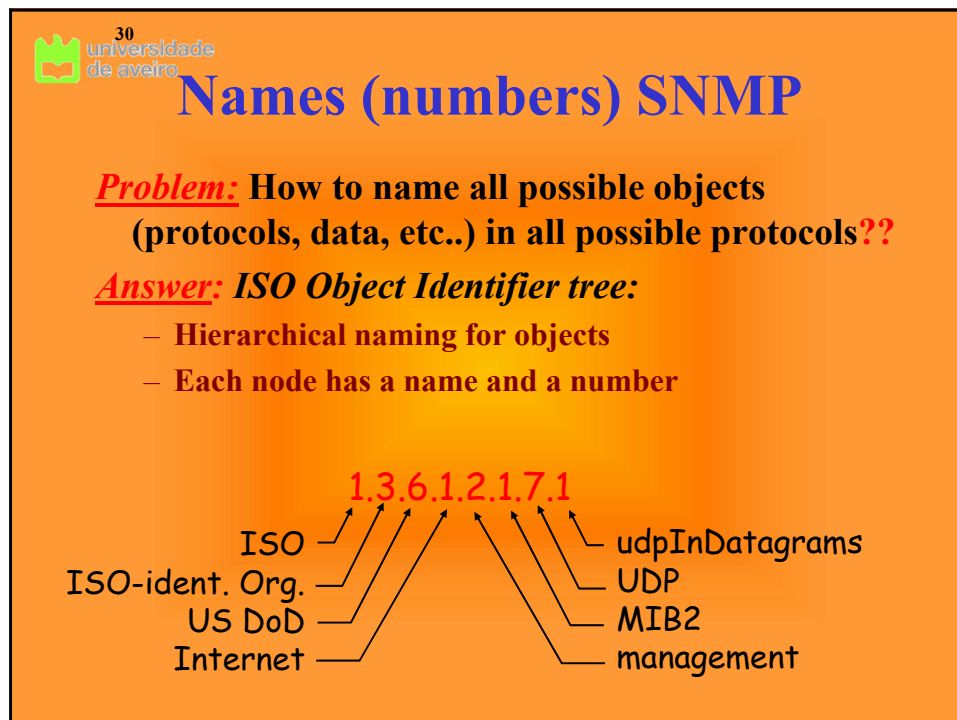 30
universidade
de aveiro
Names (numbers) SNMP
Problem: How to name all possible objects
(protocols, data, etc..) in all possible protocols??
Answer: ISO Object Identifier tree:
– Hierarchical naming for objects
– Each node has a name and a number
1.3.6.1.2.1.7.1
ISO
ISO-ident. Org.
US DoD
Internet
udpInDatagrams
UDP
MIB2
management